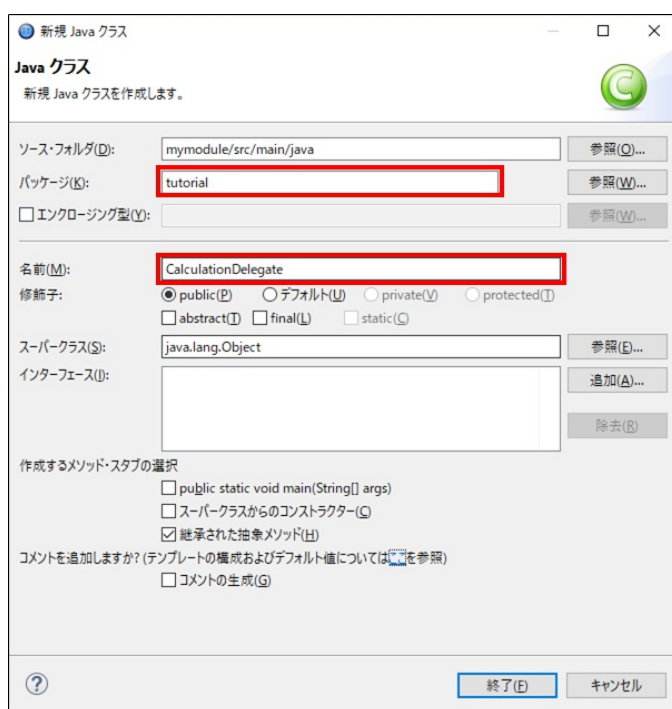 新規 Java クラス
Java クラス
新規 Java クラスを作成します。
ソース・フォルダ(D): mymodule/src/main/java 参照(O)...
パッケージ(K): tutorial 参照(W)...
エンクロージング型(Y): 参照(W)...
名前(M): CalculationDelegate
修飾子: public(P) デフォルト(U) private(V) protected(T)
abstract(T) final(L) static(C)
スーパークラス(S): java.lang.Object 参照(E)...
インターフェース(I): 追加(A)...
除去(R)
作成するメソッド・スタブの選択
public static void main(String[] args)
スーパークラスからのコンストラクター(C)
継承された抽象メソッド(H)
コメントを追加しますか? (テンプレートの構成およびデフォルト値についてはここを参照)
コメントの生成(G)
? 終了(F) キャンセル